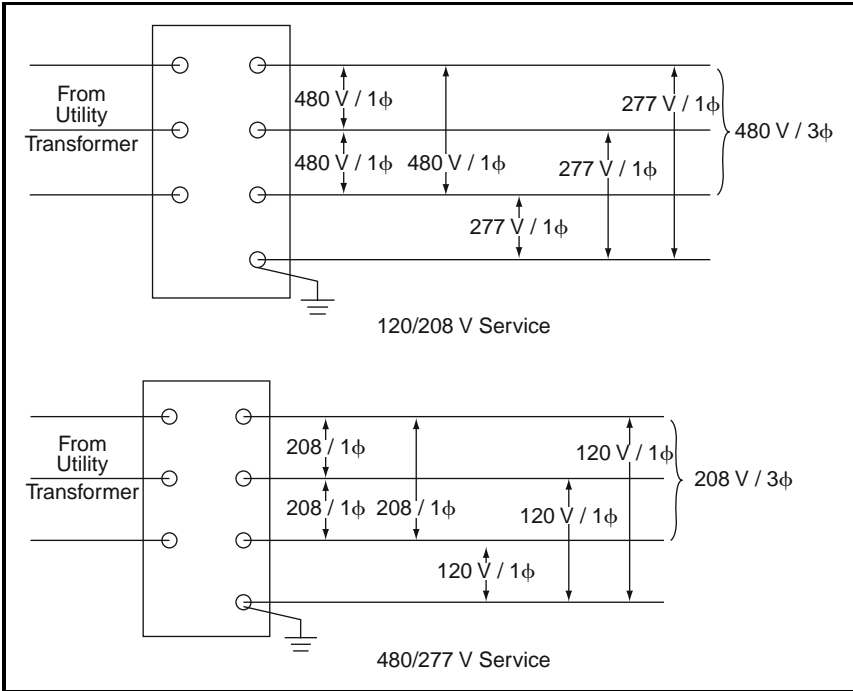 From
Utility
Transformer
480 V / 1ϕ
480 V / 1ϕ
480 V / 1ϕ
277 V / 1ϕ
277 V / 1ϕ
277 V / 1ϕ
480 V / 3ϕ
120/208 V Service
From
Utility
Transformer
208 / 1ϕ
208 / 1ϕ
208 / 1ϕ
120 V / 1ϕ
120 V / 1ϕ
120 V / 1ϕ
208 V / 3ϕ
480/277 V Service